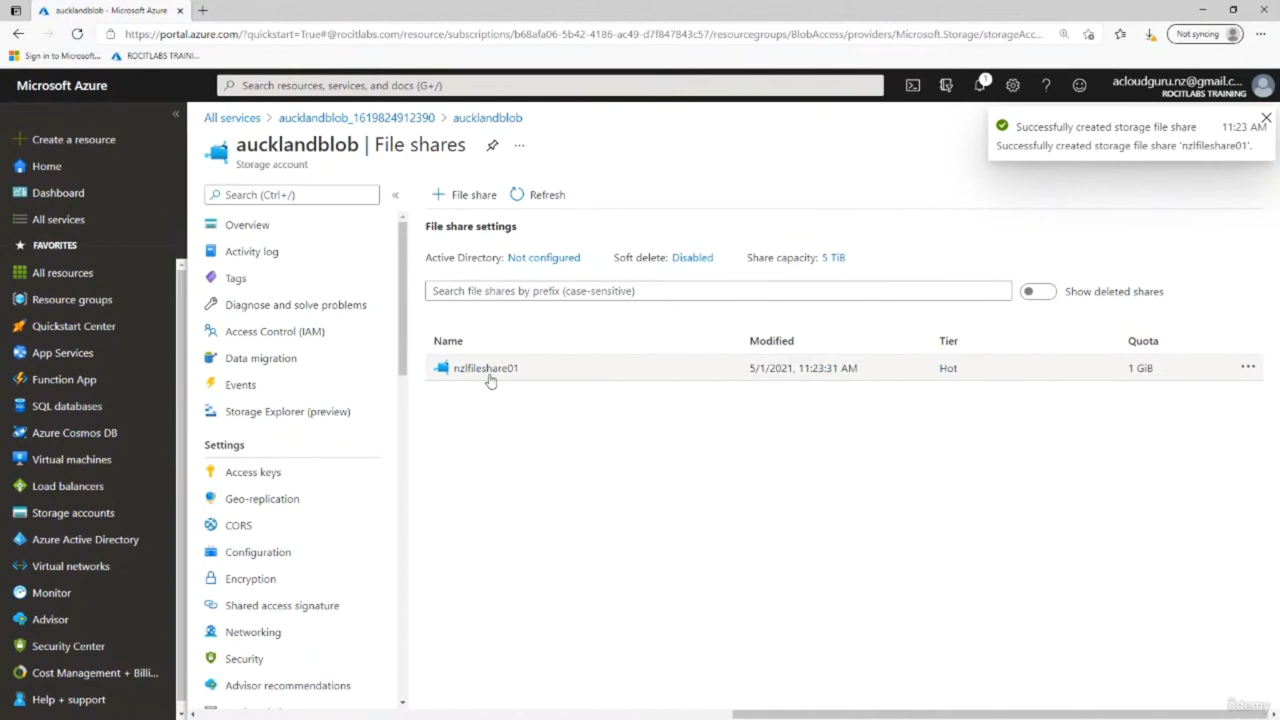 aucklandblob - Microsoft Azure
https://portal.azure.com/?quickstart=True#@rocitlabs.com/resource/subscriptions/b68afa06-5b42-4186-ac49-d7f847843c57/resourcegroups/BlobAccess/providers/Microsoft.Storage/storageAcc...
Not syncing
Sign in to Microsoft...
ROCITLABS TRAINI...
Microsoft Azure
Search resources, services, and docs (G+/)
1
acloudguru.nz@gmail.c...
ROCITLABS TRAINING
Create a resource
Home
Dashboard
All services
FAVORITES
All resources
Resource groups
Quickstart Center
App Services
Function App
SQL databases
Azure Cosmos DB
Virtual machines
Load balancers
Storage accounts
Azure Active Directory
Virtual networks
Monitor
Advisor
Security Center
Cost Management + Billi...
Help + support
All services > aucklandblob_1619824912390 > aucklandblob
aucklandblob | File shares
Storage account
Search (Ctrl+/)
Overview
Activity log
Tags
Diagnose and solve problems
Access Control (IAM)
Data migration
Events
Storage Explorer (preview)
Settings
Access keys
Geo-replication
CORS
Configuration
Encryption
Shared access signature
Networking
Security
Advisor recommendations
File share
Refresh
File share settings
Active Directory: Not configured Soft delete: Disabled Share capacity: 5 TiB
Search file shares by prefix (case-sensitive)
Show deleted shares
Name Modified Tier Quota
nzlfileshare01 5/1/2021, 11:23:31 AM Hot 1 GiB
Successfully created storage file share 11:23 AM
Successfully created storage file share 'nzlfileshare01'.
ûdemy